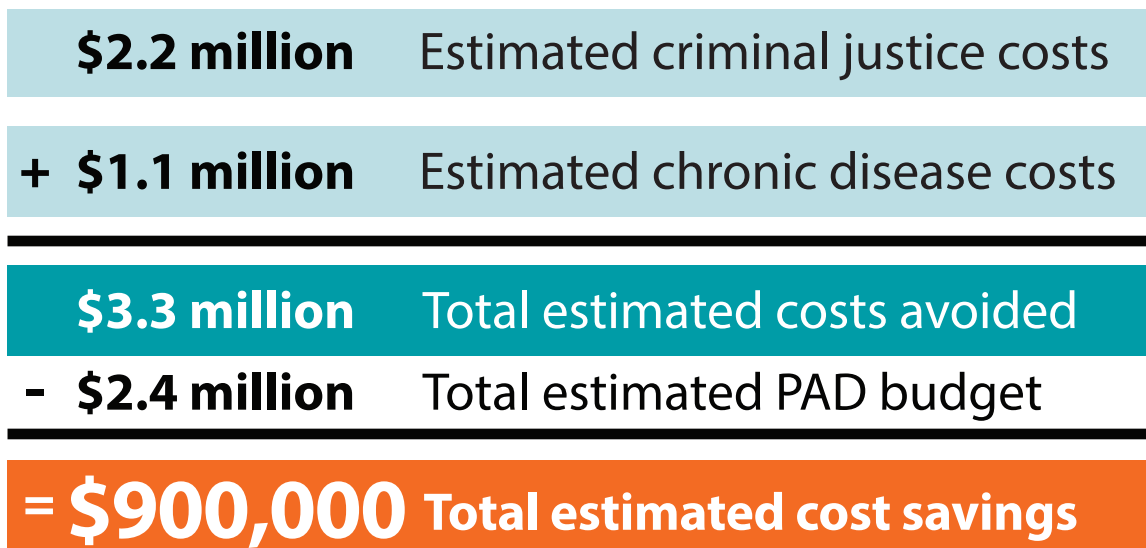 $2.2 million Estimated criminal justice costs
+ $1.1 million Estimated chronic disease costs
$3.3 million Total estimated costs avoided
- $2.4 million Total estimated PAD budget
= $900,000 Total estimated cost savings